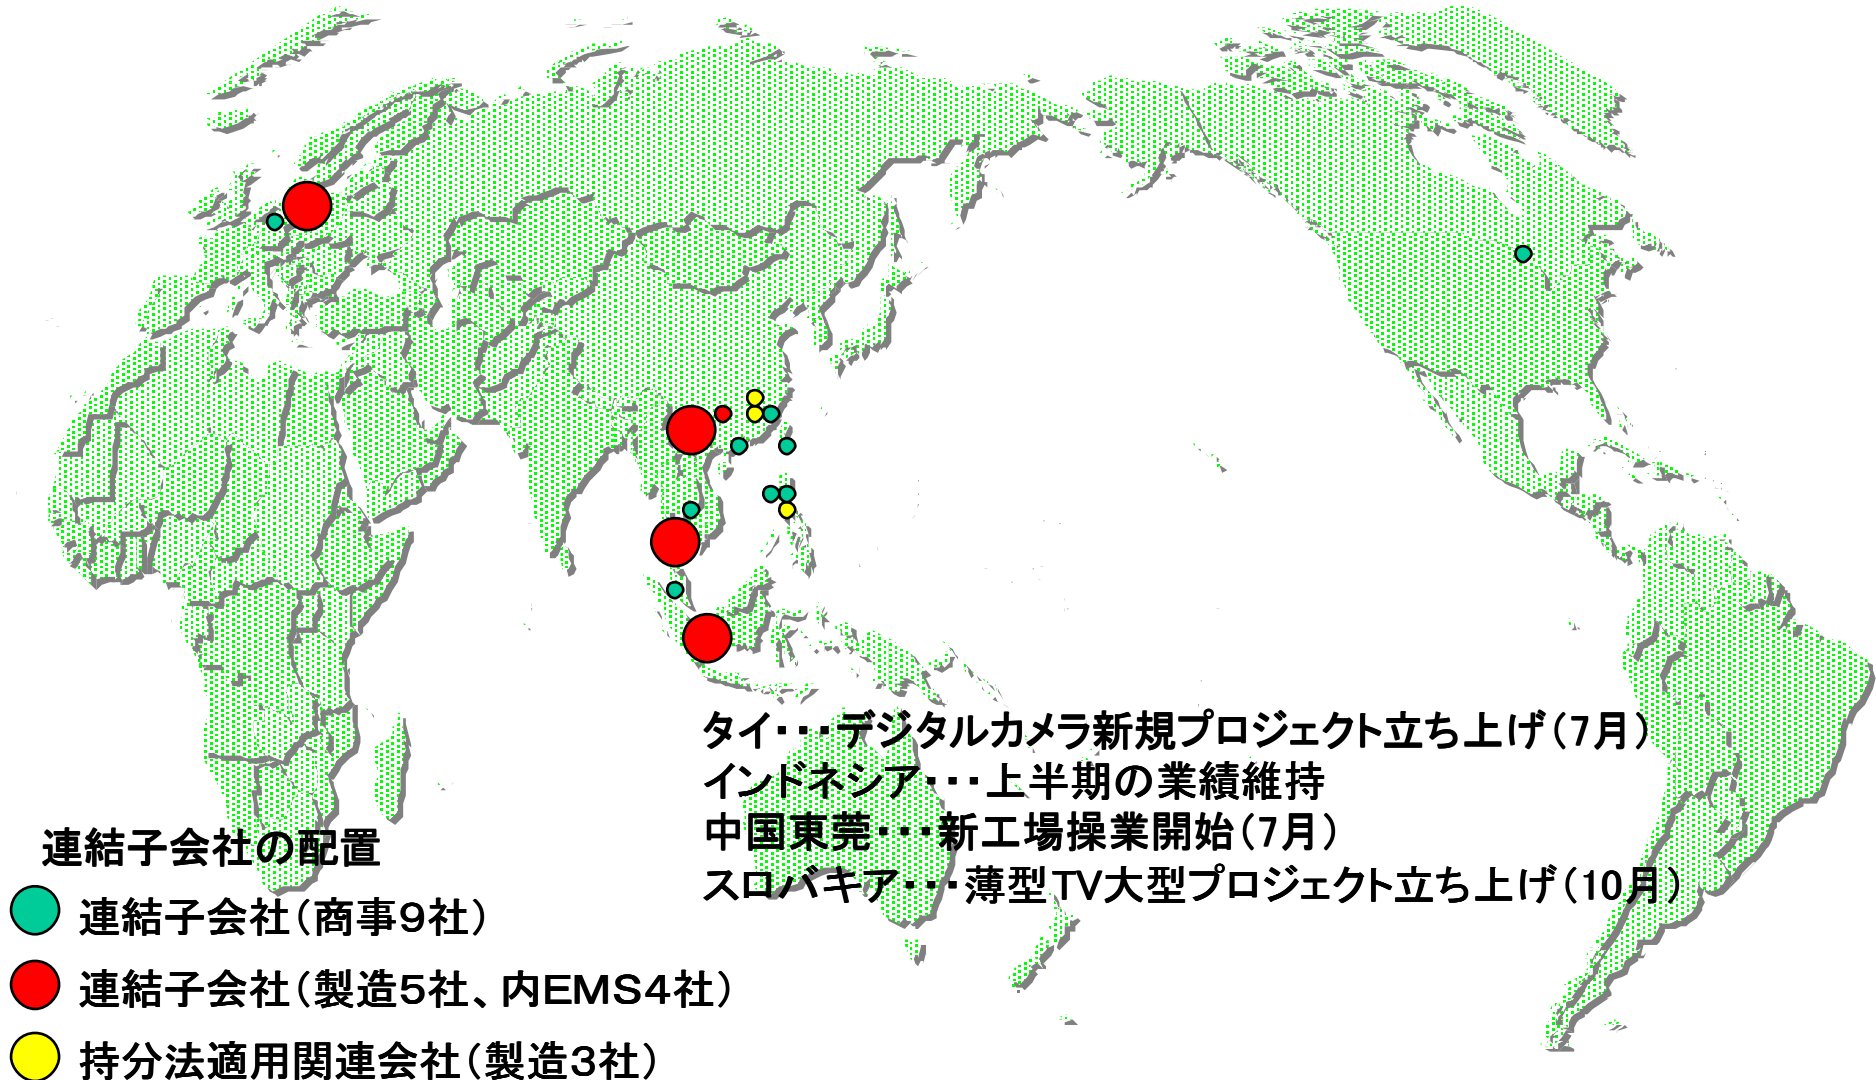 タイ・・・デジタルカメラ新規プロジェクト立ち上げ（7月）
インドネシア・・・上半期の業績維持
中国東莞・・・新工場操業開始（7月）
スロバキア・・・薄型TV大型プロジェクト立ち上げ（10月）
連結子会社の配置
連結子会社（商事９社）
連結子会社（製造５社、内ＥＭＳ４社）
持分法適用関連会社（製造３社）